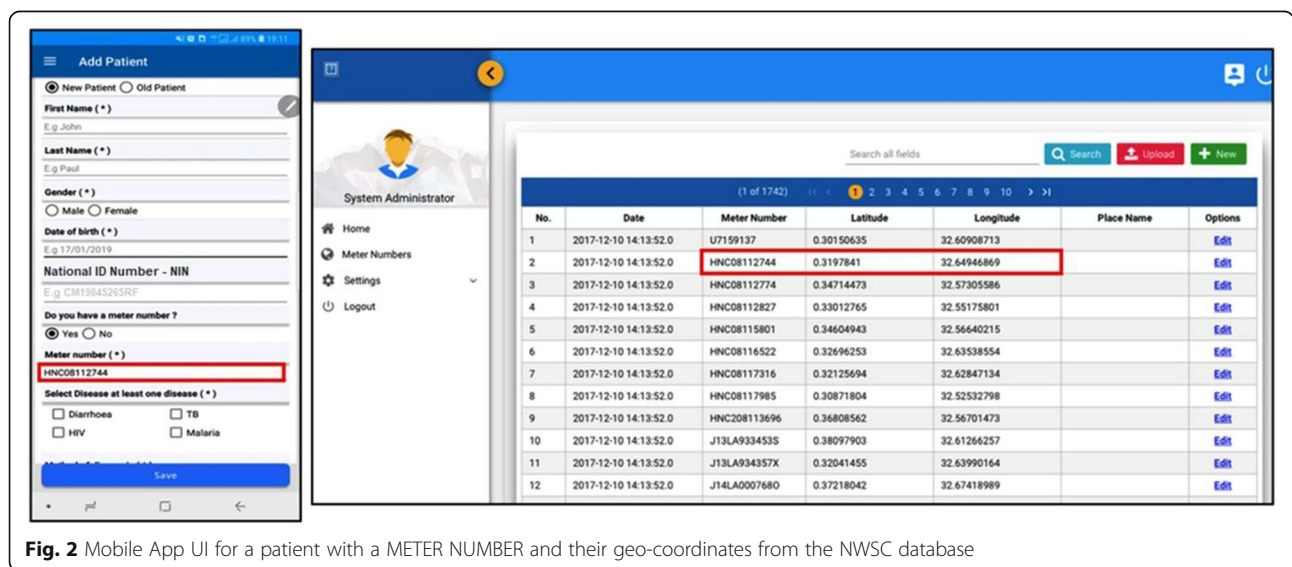 89% 19:11
Add Patient
New Patient Old Patient
First Name ( * )
E.g John
Last Name ( * )
E.g Paul
Gender ( * )
Male Female
Date of birth ( * )
E.g 17/01/2019
National ID Number - NIN
E.g CM19845265RF
Do you have a meter number ?
Yes No
Meter number ( * )
HNC08112744
Select Disease at least one disease ( * )
Diarrhoea TB
HIV Malaria
Save
System Administrator
Home
Meter Numbers
Settings
Logout
Search all fields Search Upload New
(1 of 1742) 1 2 3 4 5 6 7 8 9 10
No. Date Meter Number Latitude Longitude Place Name Options
1 2017-12-10 14:13:52.0 U7159137 0.30150635 32.60908713 Edit
2 2017-12-10 14:13:52.0 HNC08112744 0.3197841 32.64946869 Edit
3 2017-12-10 14:13:52.0 HNC08112774 0.34714473 32.57305586 Edit
4 2017-12-10 14:13:52.0 HNC08112827 0.33012765 32.55175801 Edit
5 2017-12-10 14:13:52.0 HNC08115801 0.34604943 32.56640215 Edit
6 2017-12-10 14:13:52.0 HNC08116522 0.32696253 32.63538554 Edit
7 2017-12-10 14:13:52.0 HNC08117316 0.32125694 32.62847134 Edit
8 2017-12-10 14:13:52.0 HNC08117985 0.30871804 32.52532798 Edit
9 2017-12-10 14:13:52.0 HNC208113696 0.36808562 32.56701473 Edit
10 2017-12-10 14:13:52.0 J13LA933453S 0.38097903 32.61266257 Edit
11 2017-12-10 14:13:52.0 J13LA934357X 0.32041455 32.63990164 Edit
12 2017-12-10 14:13:52.0 J14LA0007680 0.37218042 32.67418989 Edit
Fig. 2 Mobile App UI for a patient with a METER NUMBER and their geo-coordinates from the NWSC database